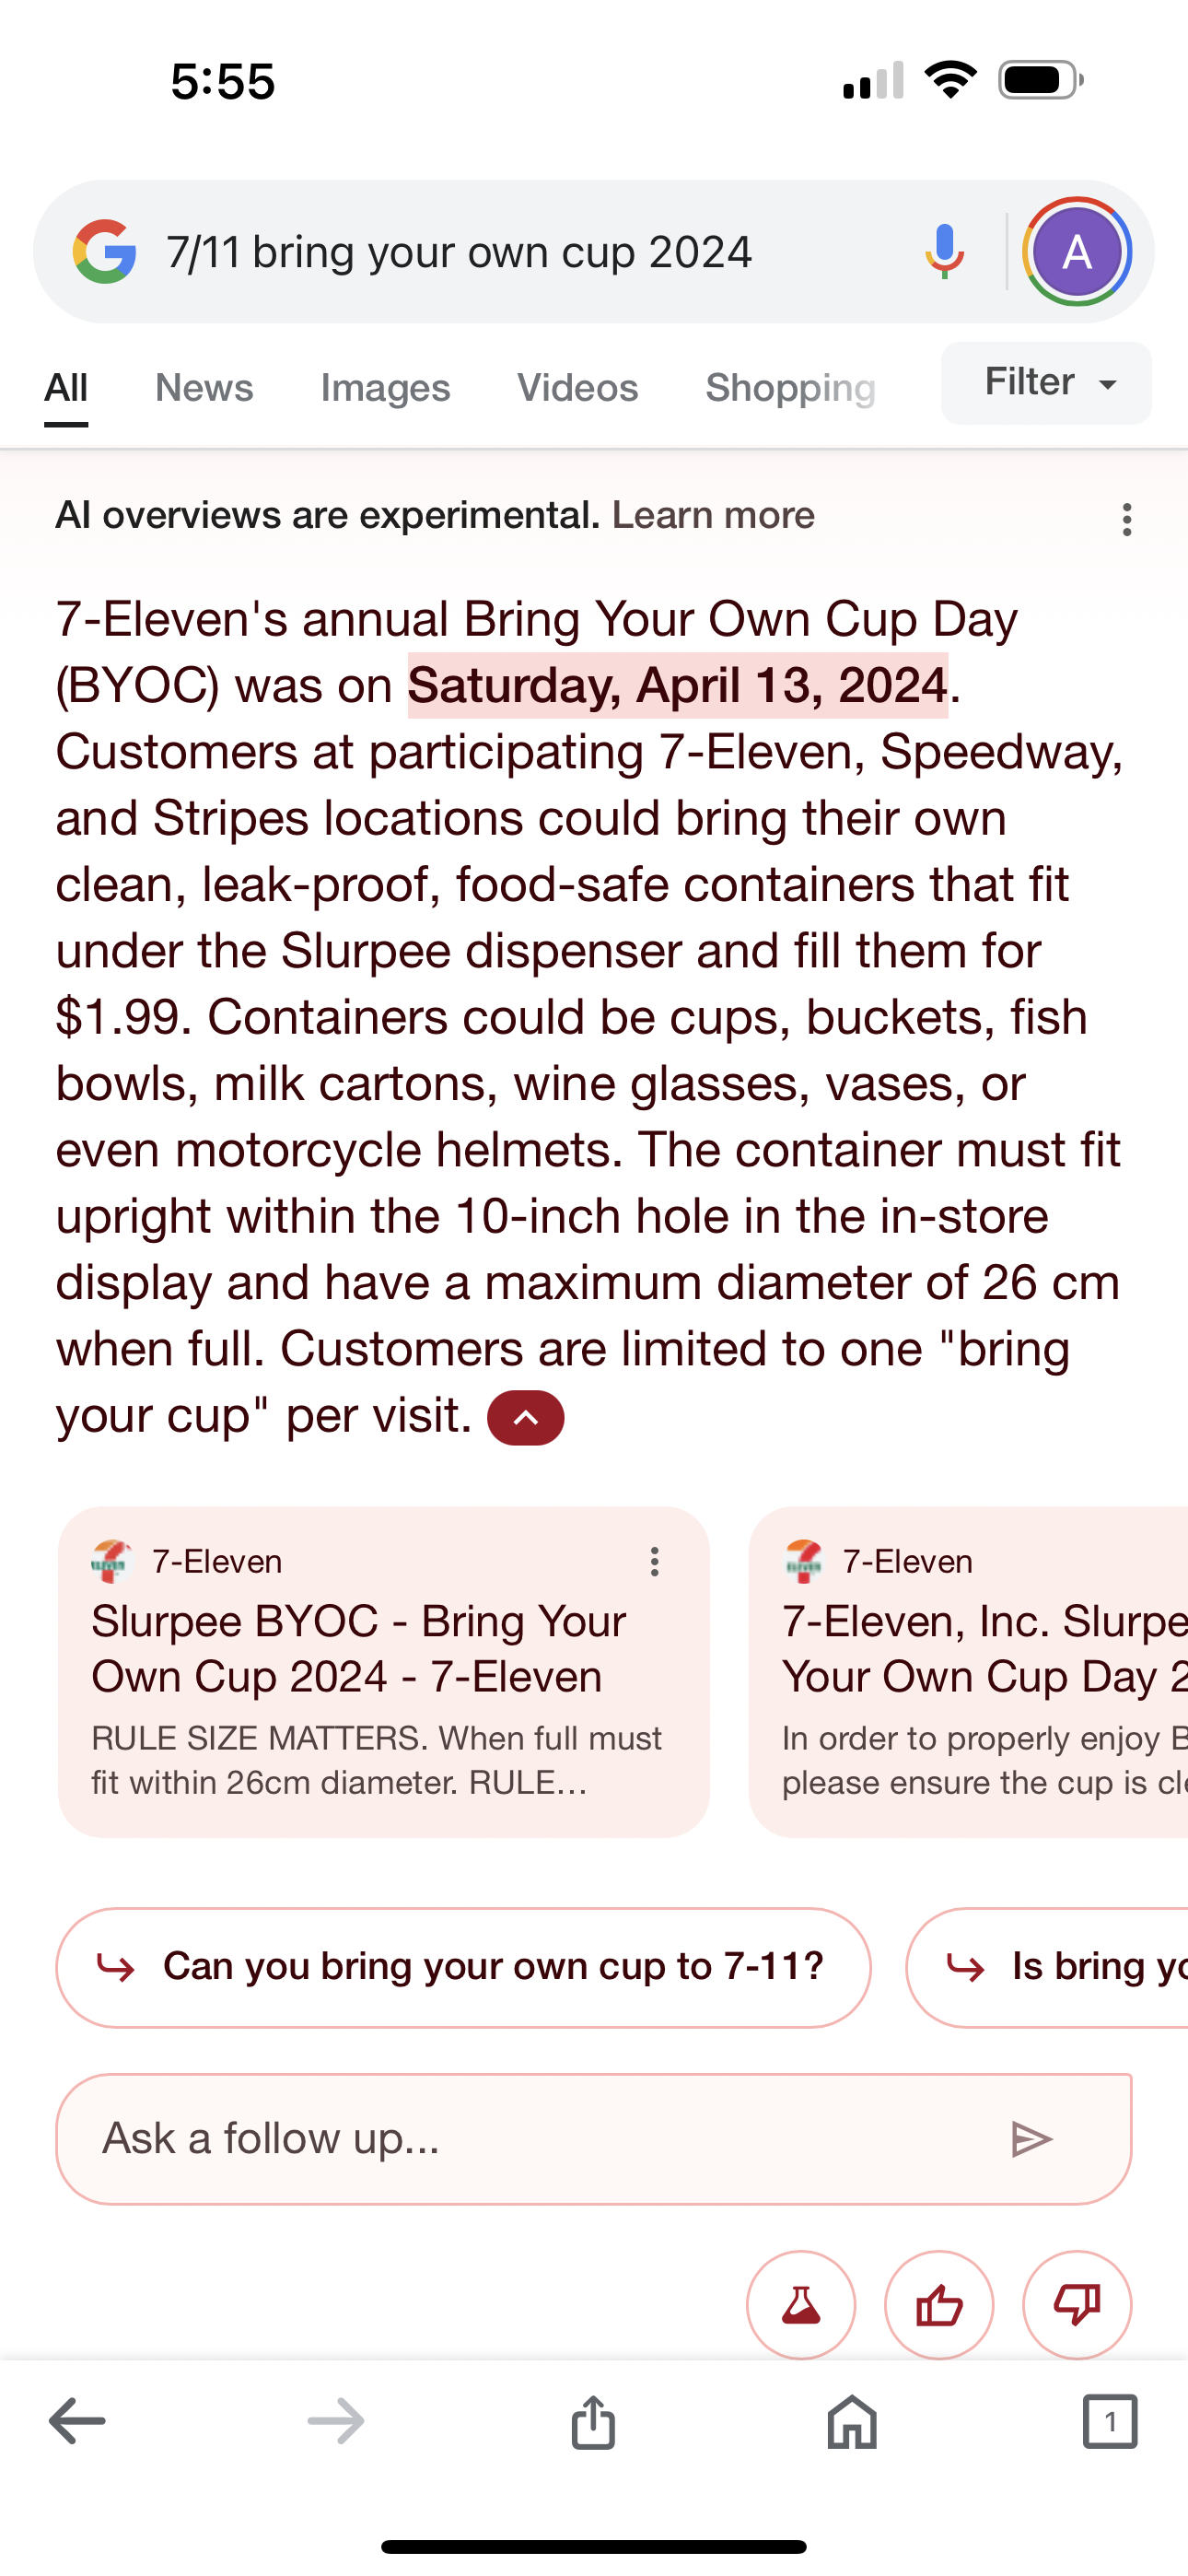 5:55
7/11 bring your own cup 2024
A
All News Images Videos Shopping Filter
AI overviews are experimental. Learn more
7-Eleven's annual Bring Your Own Cup Day
(BYOC) was on Saturday, April 13, 2024.
Customers at participating 7-Eleven, Speedway,
and Stripes locations could bring their own
clean, leak-proof, food-safe containers that fit
under the Slurpee dispenser and fill them for
$1.99. Containers could be cups, buckets, fish
bowls, milk cartons, wine glasses, vases, or
even motorcycle helmets. The container must fit
upright within the 10-inch hole in the in-store
display and have a maximum diameter of 26 cm
when full. Customers are limited to one "bring
your cup" per visit.
7-Eleven
Slurpee BYOC - Bring Your
Own Cup 2024 - 7-Eleven
RULE SIZE MATTERS. When full must
fit within 26cm diameter. RULE...
7-Eleven
7-Eleven, Inc. Slurpe
Your Own Cup Day 2
In order to properly enjoy B
please ensure the cup is cle
Can you bring your own cup to 7-11?
Is bring yo
Ask a follow up...
1